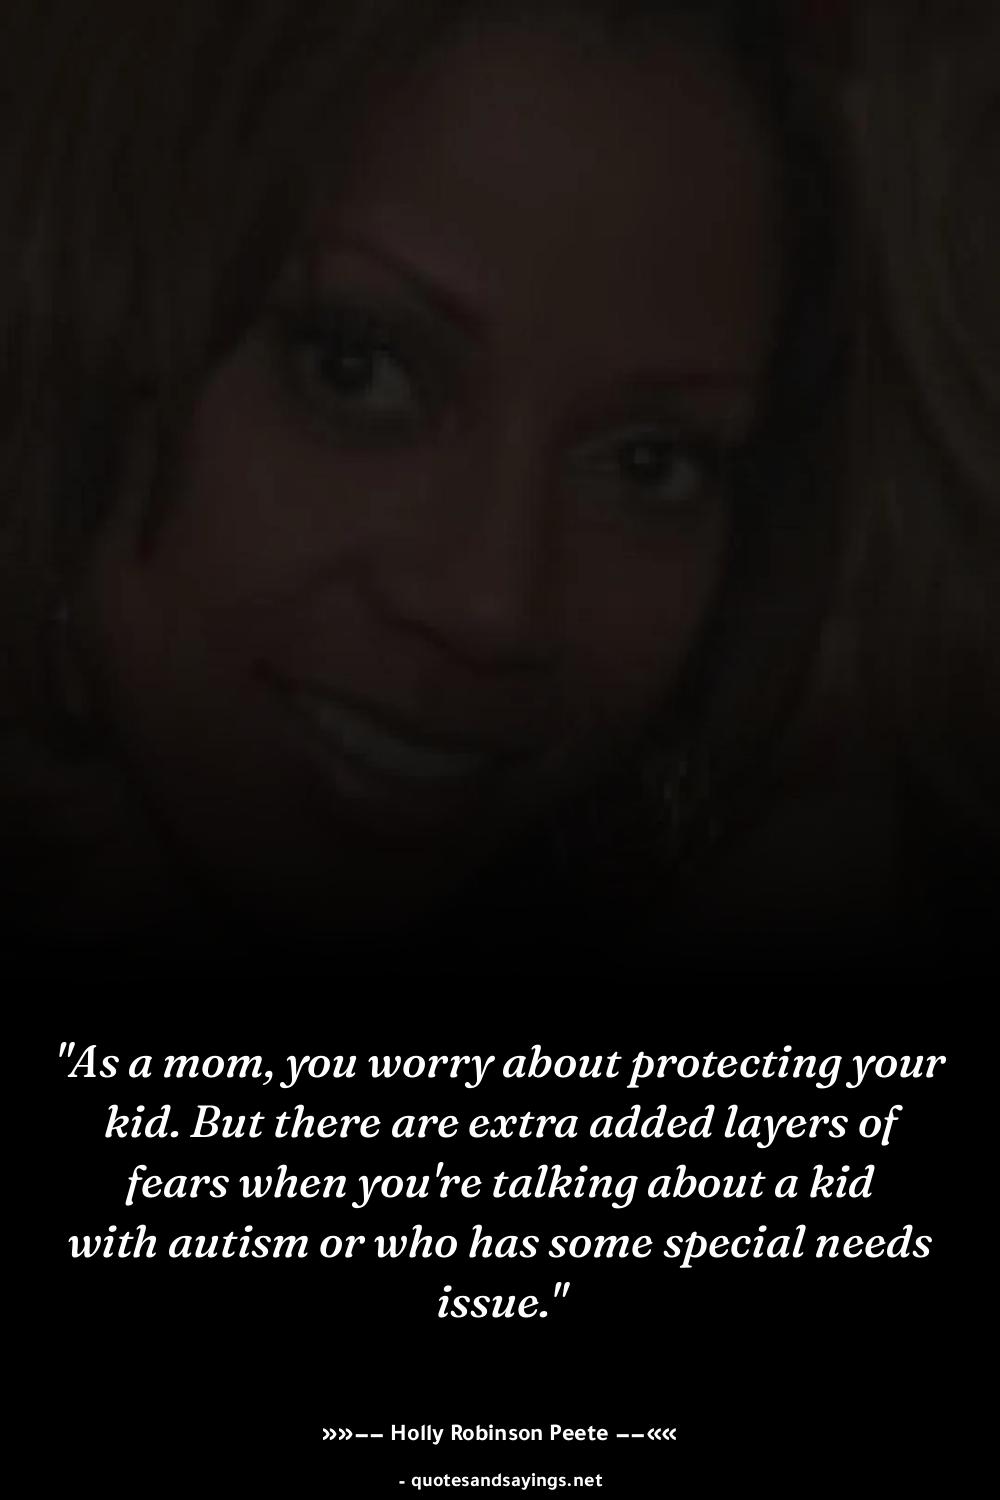 "As a mom, you worry about protecting your
kid. But there are extra added layers of
fears when you're talking about a kid
with autism or who has some special needs
issue."
»»–– Holly Robinson Peete ––««
- quotesandsayings.net